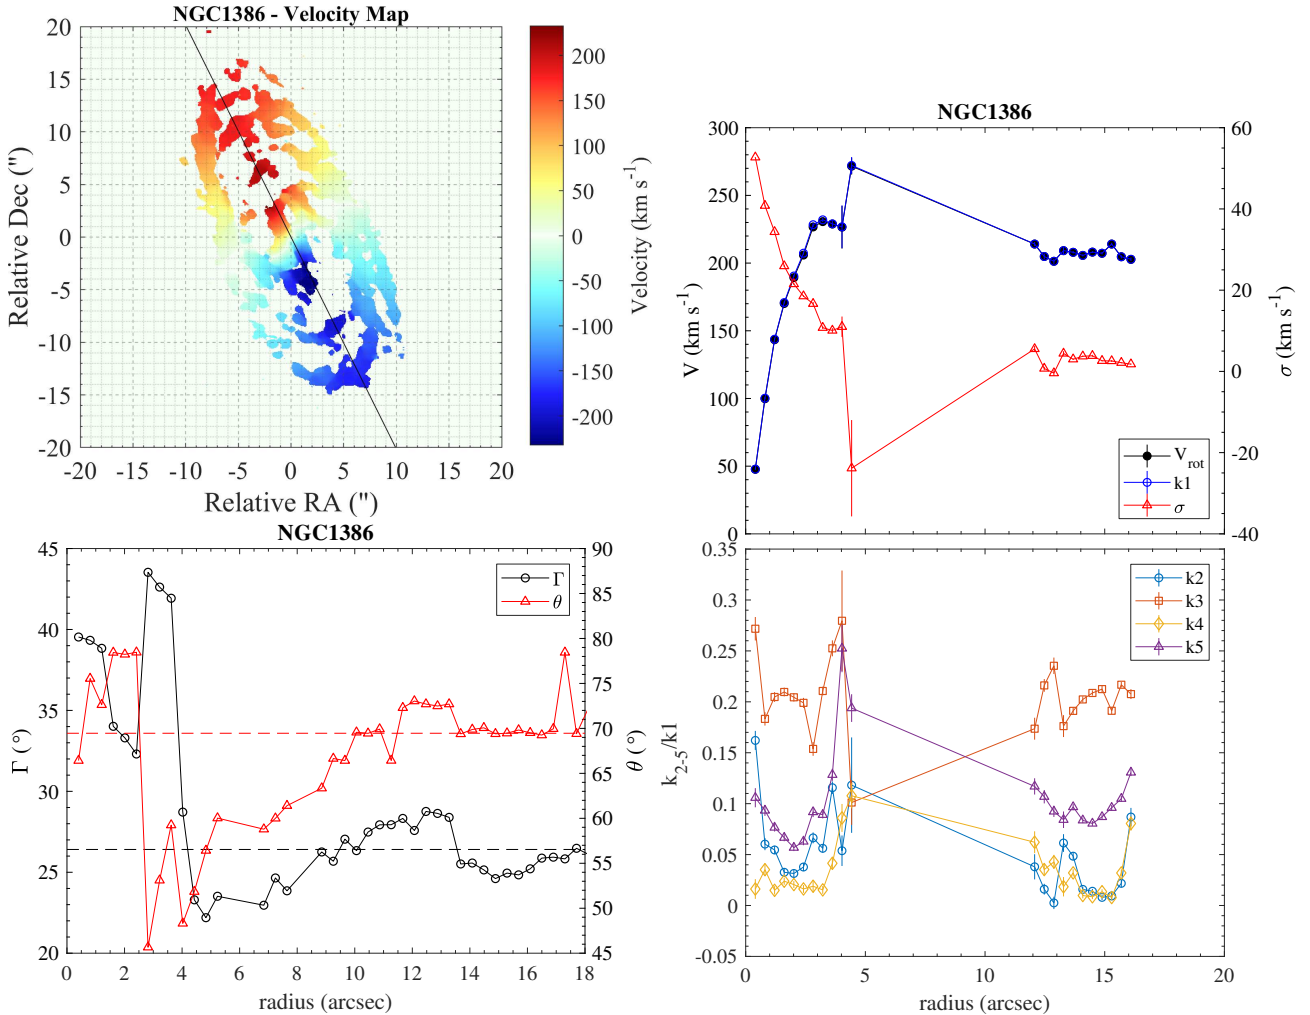 NGC1386 - Velocity Map
20
15
10
5
0
-5
-10
-15
-20
-20 -15 -10 -5 0 5 10 15 20
Relative Dec (")
Relative RA (")
200
150
100
50
0
-50
-100
-150
-200
Velocity (km s⁻¹)
NGC1386
300
250
200
150
100
50
0
V (km s⁻¹)
60
40
20
0
-20
-40
σ (km s⁻¹)
V_rot
k1
σ
NGC1386
45
40
35
30
25
20
Γ (°)
90
85
80
75
70
65
60
55
50
45
θ (°)
Γ
θ
0 2 4 6 8 10 12 14 16 18
radius (arcsec)
0.35
0.3
0.25
0.2
0.15
0.1
0.05
0
-0.05
k₂₋₅/k1
k2
k3
k4
k5
0 5 10 15 20
radius (arcsec)